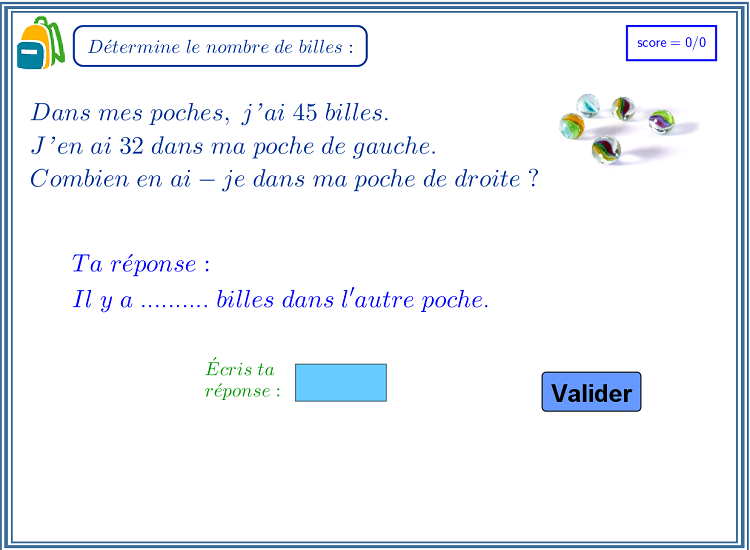 Détermine le nombre de billes :
score = 0/0
Dans mes poches, j'ai 45 billes.
J'en ai 32 dans ma poche de gauche.
Combien en ai – je dans ma poche de droite ?
Ta réponse :
Il y a .......... billes dans l'autre poche.
Écris ta
réponse :
Valider